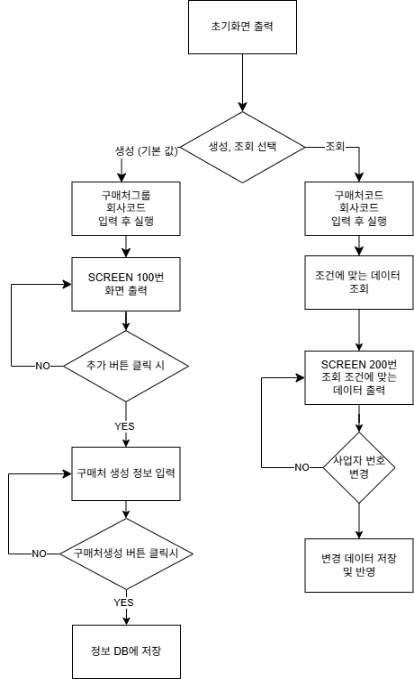 초기화면 출력
생성, 조회 선택
생성 (기본 값)
조회
구매처그룹
회사코드
입력 후 실행
SCREEN 100번
화면 출력
추가 버튼 클릭 시
NO
YES
구매처 생성 정보 입력
구매처생성 버튼 클릭시
NO
YES
정보 DB에 저장
구매처코드
회사코드
입력 후 실행
조건에 맞는 데이터
조회
SCREEN 200번
조회 조건에 맞는
데이터 출력
사업자 번호
변경
NO
변경 데이터 저장
및 반영